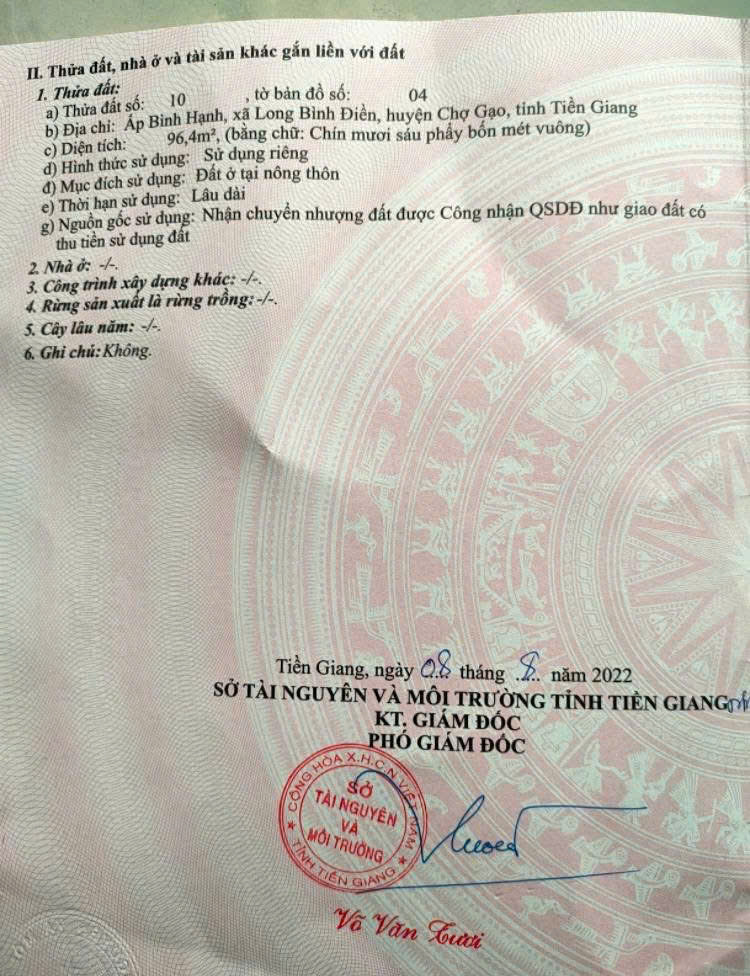 II. Thửa đất, nhà ở và tài sản khác gắn liền với đất
1. Thửa đất:
a) Thửa đất số: 10 , tờ bản đồ số: 04
b) Địa chỉ: Ấp Bình Hạnh, xã Long Bình Điền, huyện Chợ Gạo, tỉnh Tiền Giang
c) Diện tích: 96,4m², (bằng chữ: Chín mươi sáu phẩy bốn mét vuông)
d) Hình thức sử dụng: Sử dụng riêng
đ) Mục đích sử dụng: Đất ở tại nông thôn
e) Thời hạn sử dụng: Lâu dài
g) Nguồn gốc sử dụng: Nhận chuyển nhượng đất được Công nhận QSDĐ như giao đất có
thu tiền sử dụng đất
2. Nhà ở: -/-.
3. Công trình xây dựng khác: -/-.
4. Rừng sản xuất là rừng trồng: -/-.
5. Cây lâu năm: -/-.
6. Ghi chú: Không.
Tiền Giang, ngày 08 tháng 8 năm 2022
SỞ TÀI NGUYÊN VÀ MÔI TRƯỜNG TỈNH TIỀN GIANG
KT. GIÁM ĐỐC
PHÓ GIÁM ĐỐC
CỘNG HÒA X.H.C.N VIỆT NAM
SỞ
TÀI NGUYÊN
VÀ
MÔI TRƯỜNG
TỈNH TIỀN GIANG
Võ Văn Tươi